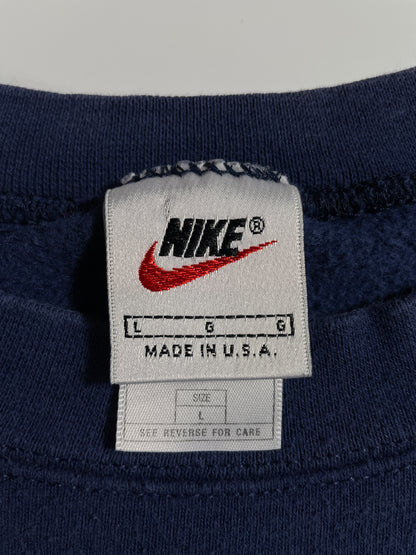 NIKE®
L G G
MADE IN U.S.A.
SIZE
L
SEE REVERSE FOR CARE